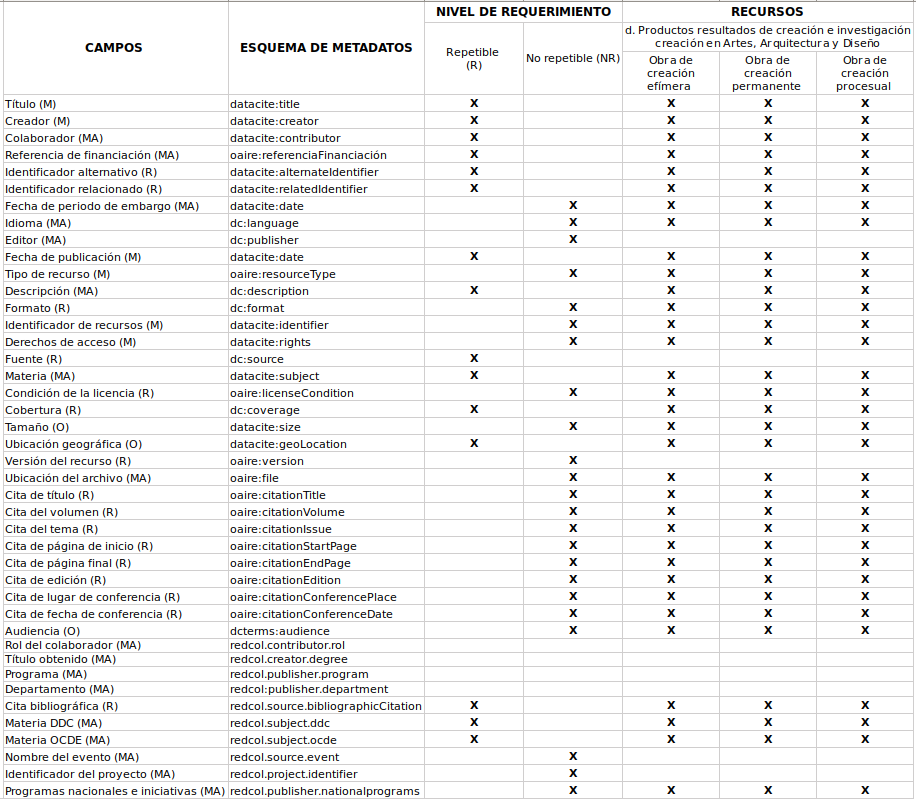 NIVEL DE REQUERIMIENTO RECURSOS
CAMPOS ESQUEMA DE METADATOS Repetible (R) No repetible (NR) d. Productos resultados de creación e investigación creación en Artes, Arquitectura y Diseño
Obra de creación efímera Obra de creación permanente Obra de creación procesual
Título (M) datacite:title X X X X
Creador (M) datacite:creator X X X X
Colaborador (MA) datacite:contributor X X X X
Referencia de financiación (MA) oaire:referenciaFinanciación X X X X
Identificador alternativo (R) datacite:alternateIdentifier X X X X
Identificador relacionado (R) datacite:relatedIdentifier X X X X
Fecha de periodo de embargo (MA) datacite:date X X X X
Idioma (MA) dc:language X X X X
Editor (MA) dc:publisher X
Fecha de publicación (M) datacite:date X X X X
Tipo de recurso (M) oaire:resourceType X X X X
Descripción (MA) dc:description X X X X
Formato (R) dc:format X X X X
Identificador de recursos (M) datacite:identifier X X X X
Derechos de acceso (M) datacite:rights X X X X
Fuente (R) dc:source X
Materia (MA) datacite:subject X X X X
Condición de la licencia (R) oaire:licenseCondition X X X X
Cobertura (R) dc:coverage X X X X
Tamaño (O) datacite:size X X X X
Ubicación geográfica (O) datacite:geoLocation X X X X
Versión del recurso (R) oaire:version X
Ubicación del archivo (MA) oaire:file X X X X
Cita de título (R) oaire:citationTitle X X X X
Cita del volumen (R) oaire:citationVolume X X X X
Cita del tema (R) oaire:citationIssue X X X X
Cita de página de inicio (R) oaire:citationStartPage X X X X
Cita de página final (R) oaire:citationEndPage X X X X
Cita de edición (R) oaire:citationEdition X X X X
Cita de lugar de conferencia (R) oaire:citationConferencePlace X X X X
Cita de fecha de conferencia (R) oaire:citationConferenceDate X X X X
Audiencia (O) dcterms:audience X X X X
Rol del colaborador (MA) redcol.contributor.rol
Título obtenido (MA) redcol.creator.degree
Programa (MA) redcol.publisher.program
Departamento (MA) redcol:publisher.department
Cita bibliográfica (R) redcol.source.bibliographicCitation X X X X
Materia DDC (MA) redcol.subject.ddc X X X X
Materia OCDE (MA) redcol.subject.ocde X X X X
Nombre del evento (MA) redcol.source.event X
Identificador del proyecto (MA) redcol.project.identifier X
Programas nacionales e iniciativas (MA) redcol.publisher.nationalprograms X X X X